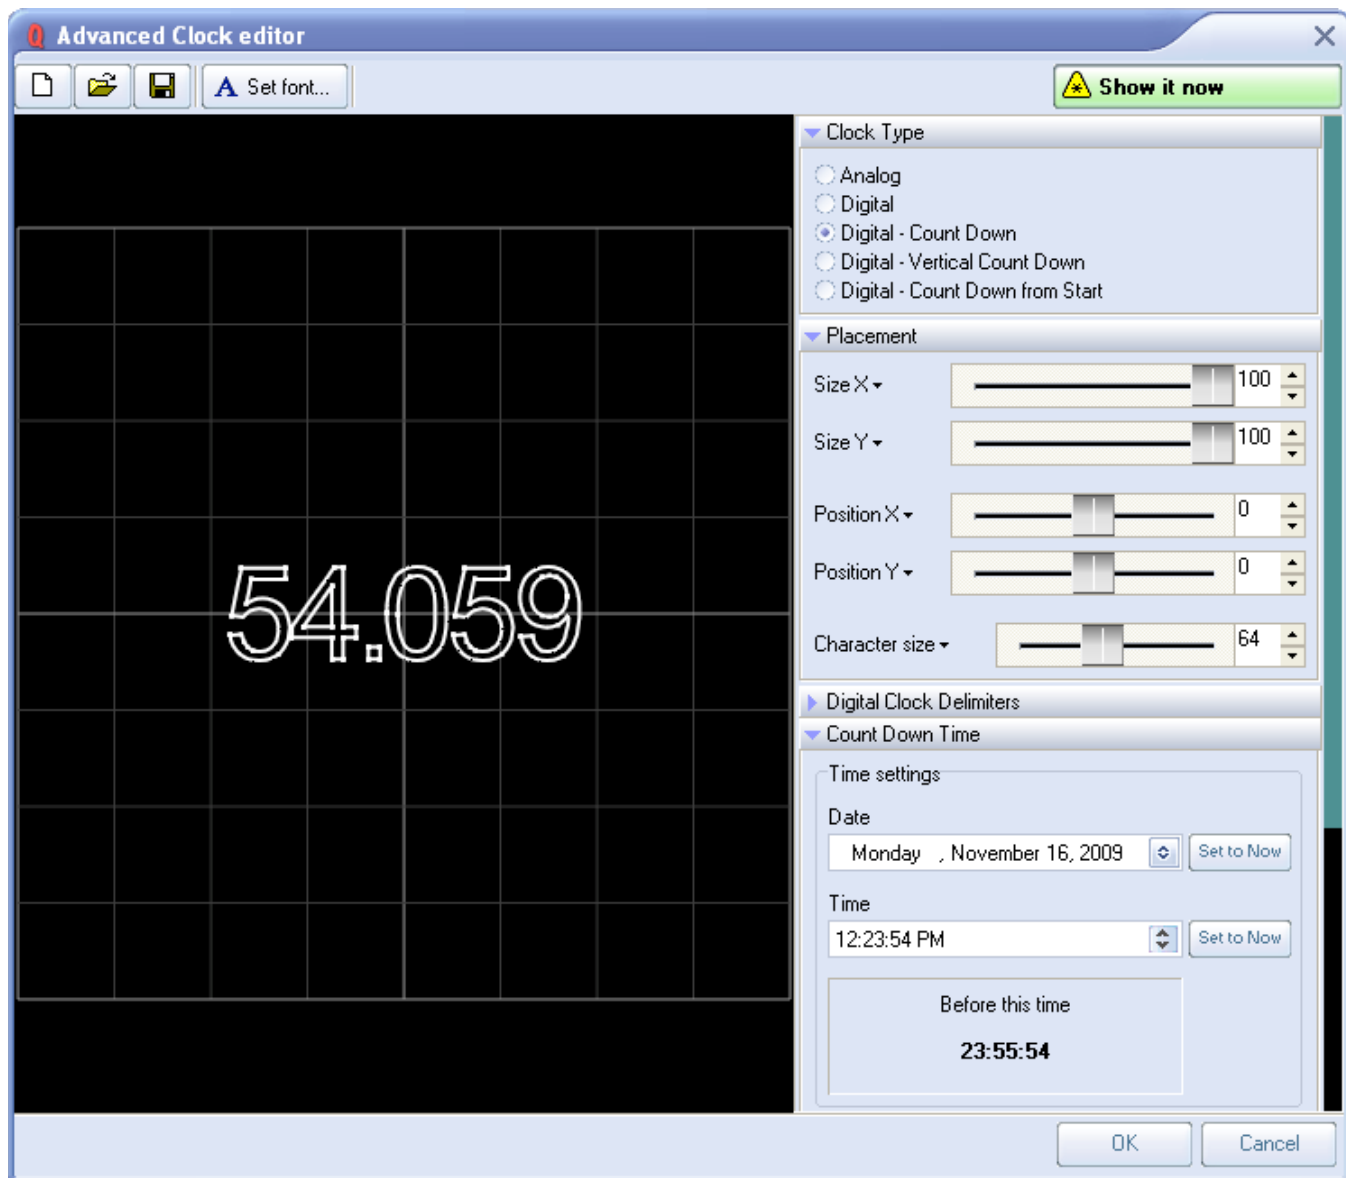 Advanced Clock editor
A Set font...
Show it now
54.059
Clock Type
Analog
Digital
Digital - Count Down
Digital - Vertical Count Down
Digital - Count Down from Start
Placement
Size X 100
Size Y 100
Position X 0
Position Y 0
Character size 64
Digital Clock Delimiters
Count Down Time
Time settings
Date
Monday , November 16, 2009 Set to Now
Time
12:23:54 PM Set to Now
Before this time
23:55:54
OK Cancel